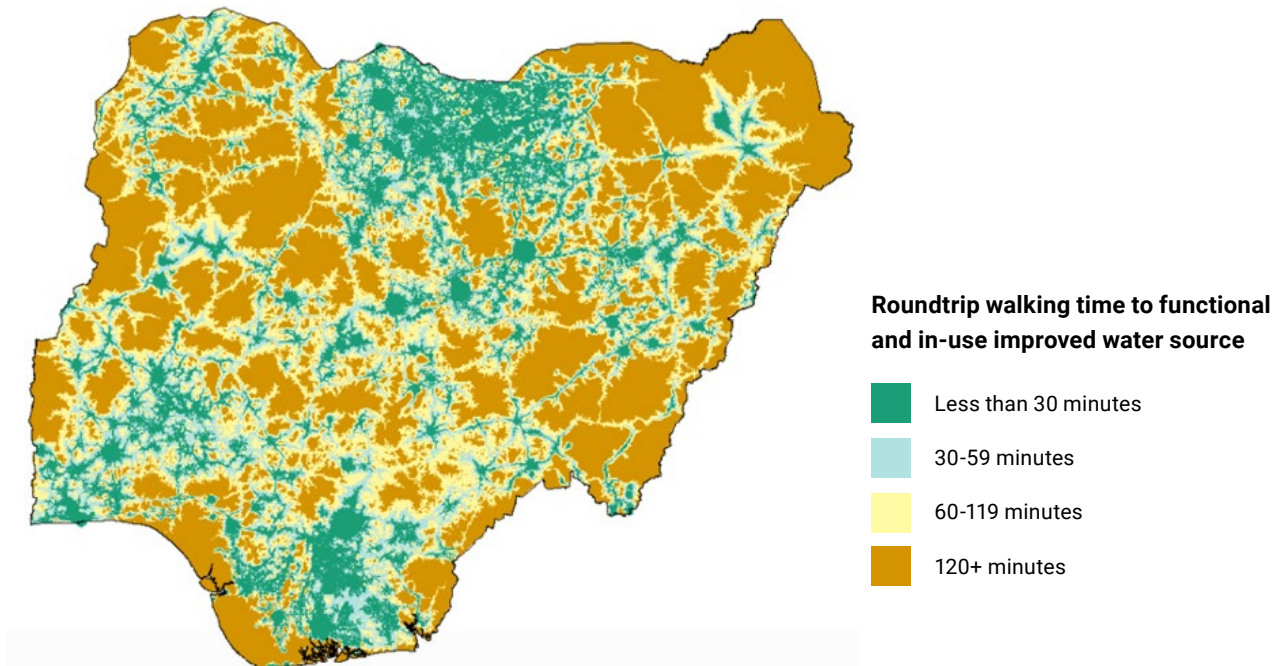 Roundtrip walking time to functional
and in-use improved water source
Less than 30 minutes
30-59 minutes
60-119 minutes
120+ minutes